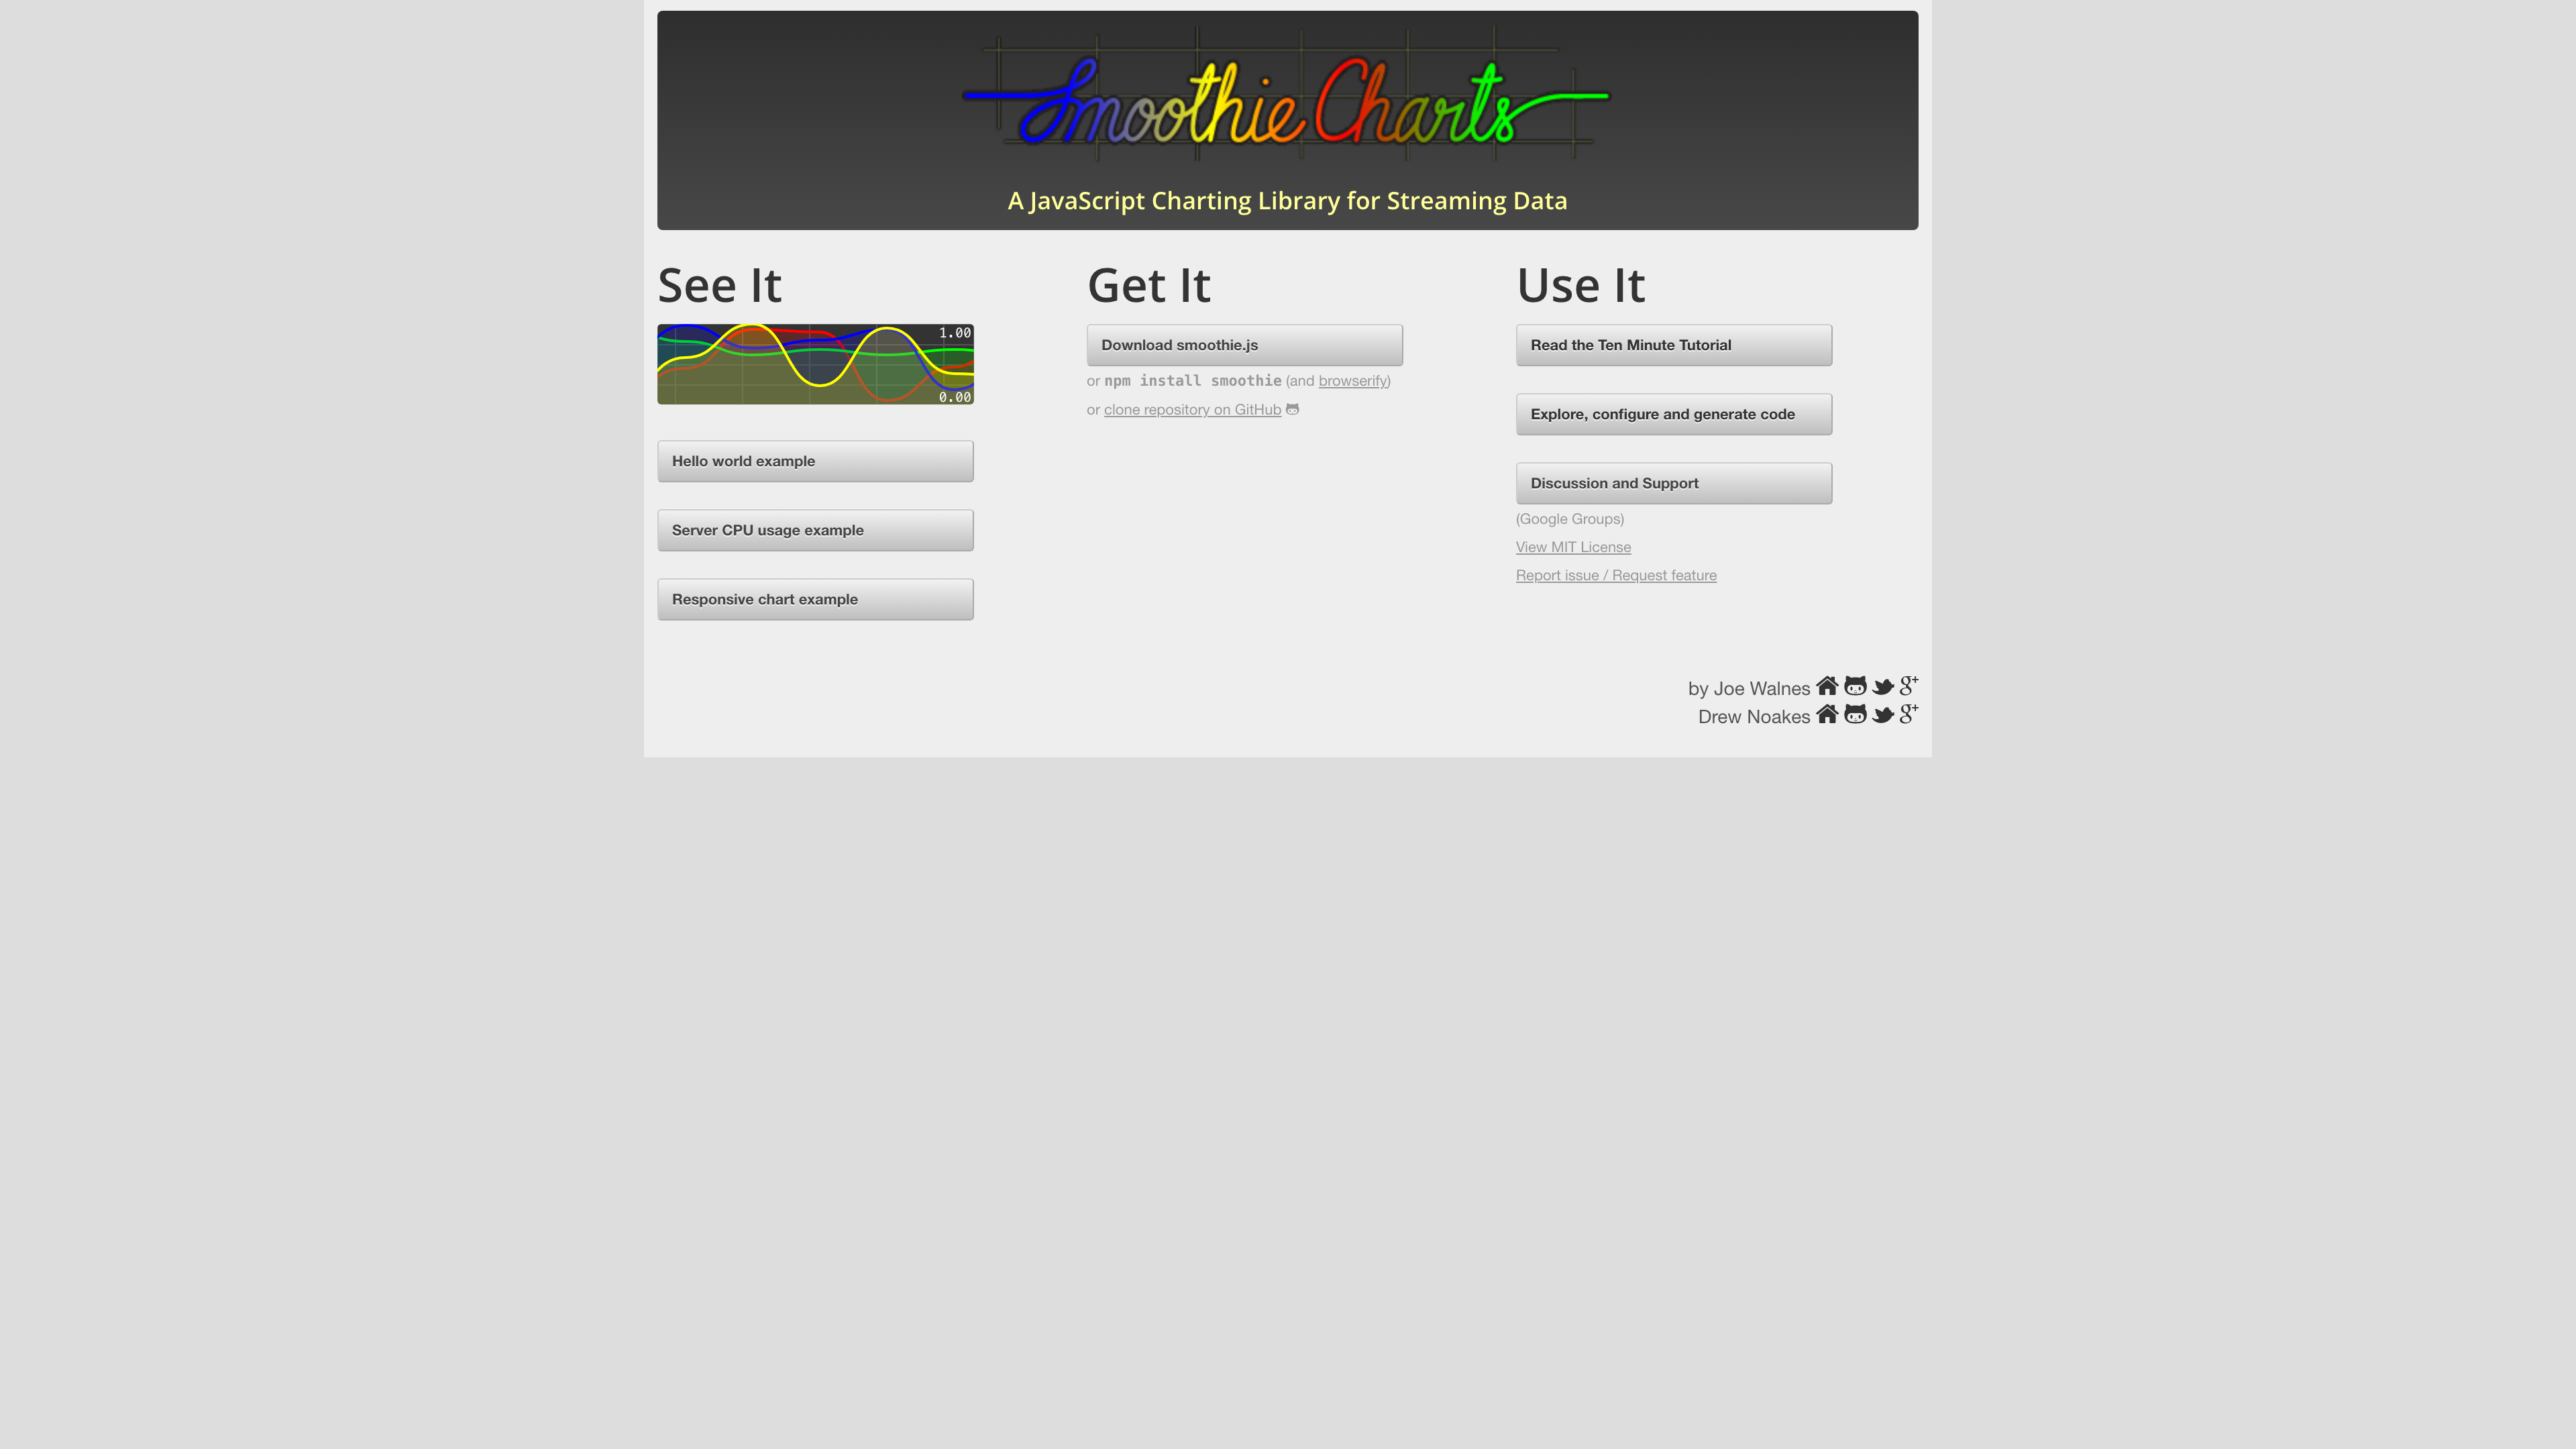 Smoothie Charts
A JavaScript Charting Library for Streaming Data
See It
1.00
0.00
Hello world example
Server CPU usage example
Responsive chart example
Get It
Download smoothie.js
or npm install smoothie (and browserify)
or clone repository on GitHub
Use It
Read the Ten Minute Tutorial
Explore, configure and generate code
Discussion and Support
(Google Groups)
View MIT License
Report issue / Request feature
by Joe Walnes g+
Drew Noakes g+